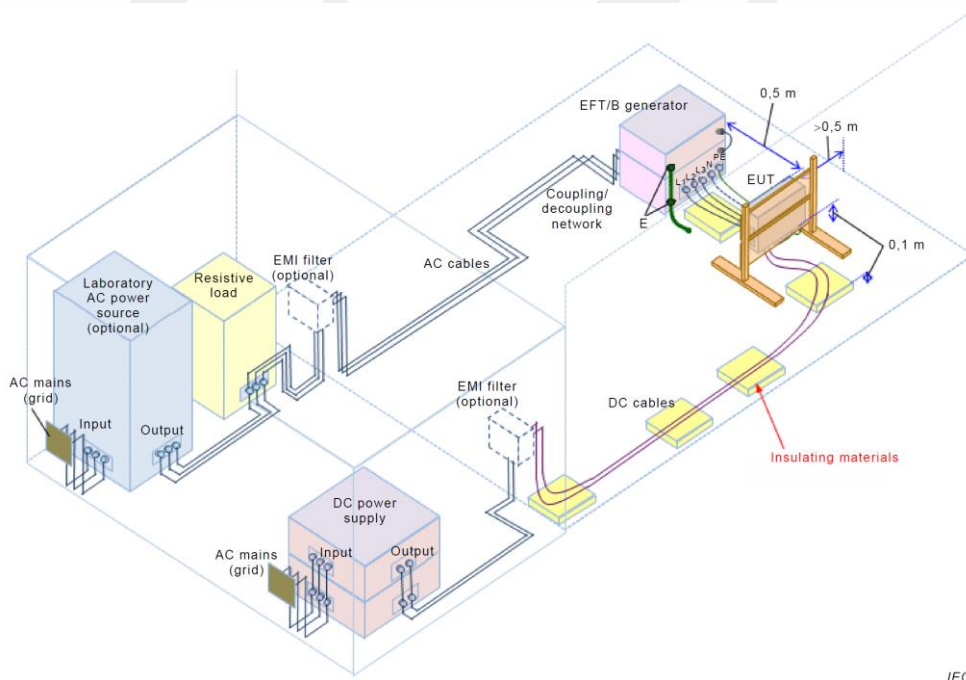 EFT/B generator
0,5 m
>0,5 m
L1 L2 L3 N PE
EUT
Coupling/
decoupling
network
E
0,1 m
AC cables
EMI filter
(optional)
Resistive
load
Laboratory
AC power
source
(optional)
AC mains
(grid)
Input
Output
EMI filter
(optional)
DC cables
Insulating materials
DC power
supply
Input
Output
AC mains
(grid)
IEC